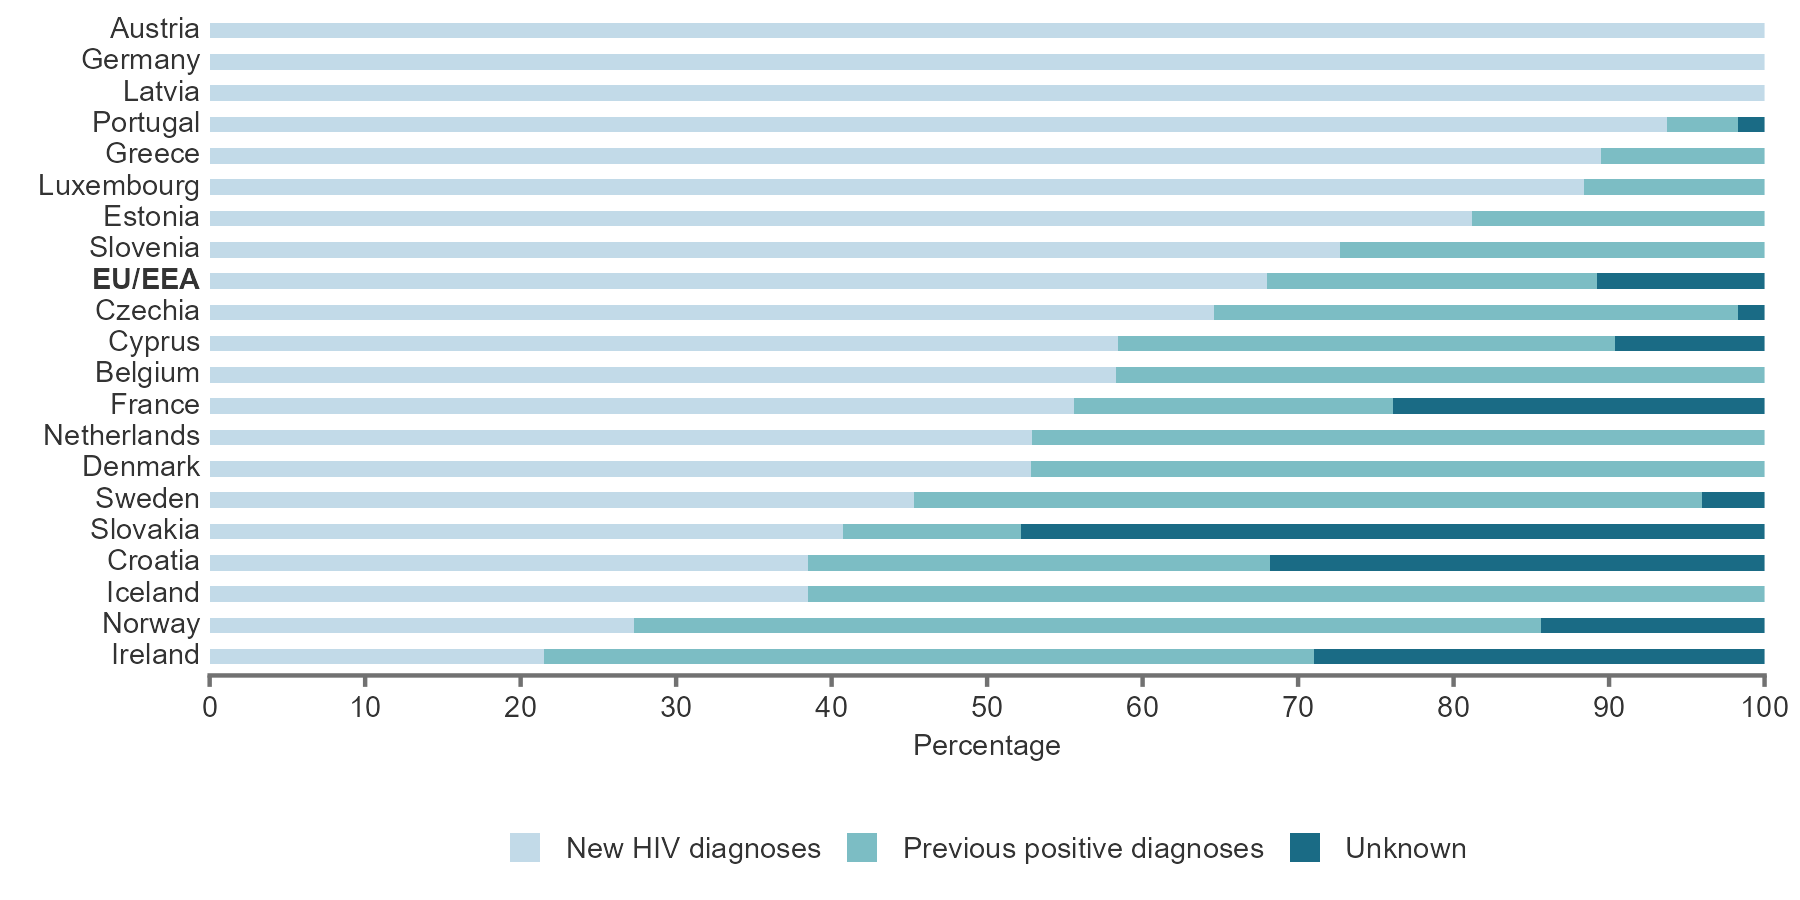 Austria
Germany
Latvia
Portugal
Greece
Luxembourg
Estonia
Slovenia
EU/EEA
Czechia
Cyprus
Belgium
France
Netherlands
Denmark
Sweden
Slovakia
Croatia
Iceland
Norway
Ireland
0 10 20 30 40 50 60 70 80 90 100
Percentage
New HIV diagnoses Previous positive diagnoses Unknown